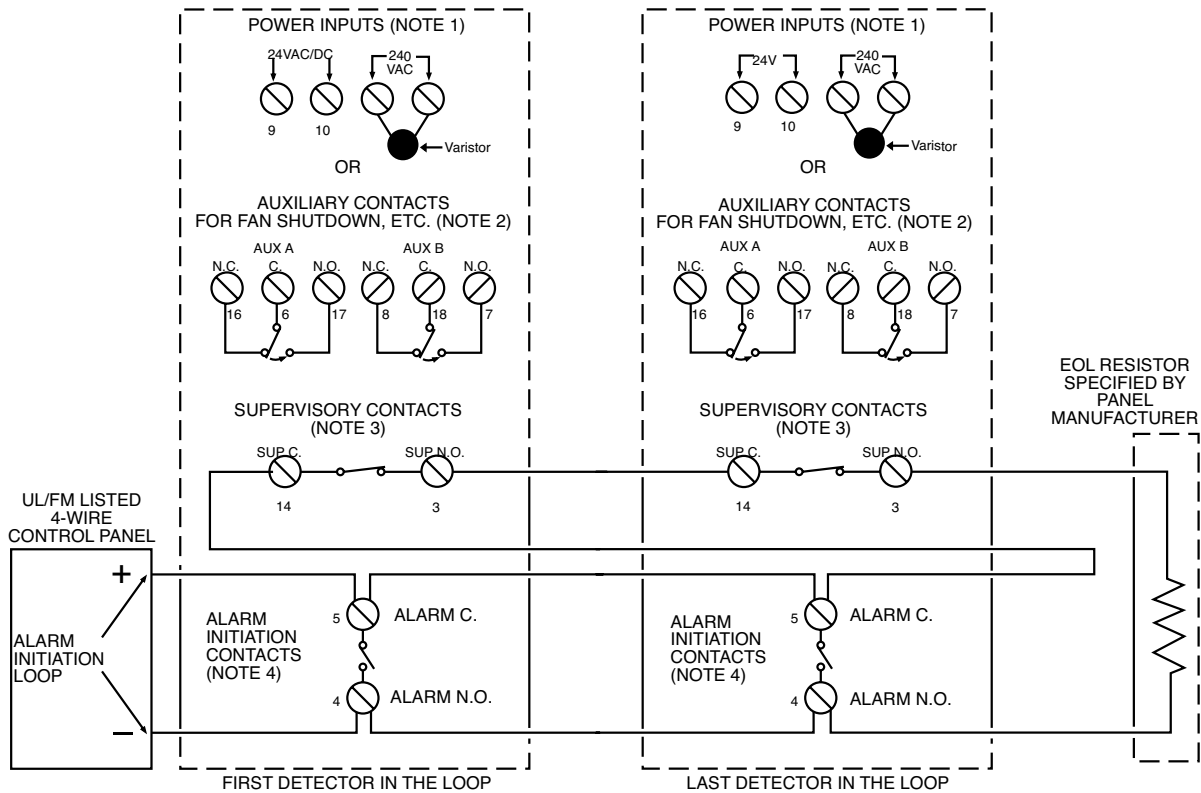 POWER INPUTS (NOTE 1)
24VAC/DC
240
VAC
9
10
Varistor
OR
AUXILIARY CONTACTS
FOR FAN SHUTDOWN, ETC. (NOTE 2)
AUX A
AUX B
N.C.
C.
N.O.
N.C.
C.
N.O.
16
6
17
8
18
7
SUPERVISORY CONTACTS
(NOTE 3)
SUP C.
SUP N.O.
14
3
POWER INPUTS (NOTE 1)
24V
240
VAC
9
10
Varistor
OR
AUXILIARY CONTACTS
FOR FAN SHUTDOWN, ETC. (NOTE 2)
AUX A
AUX B
N.C.
C.
N.O.
N.C.
C.
N.O.
16
6
17
8
18
7
SUPERVISORY CONTACTS
(NOTE 3)
SUP C.
SUP N.O.
14
3
EOL RESISTOR
SPECIFIED BY
PANEL
MANUFACTURER
UL/FM LISTED
4-WIRE
CONTROL PANEL
+
−
ALARM
INITIATION
LOOP
ALARM
INITIATION
CONTACTS
(NOTE 4)
5
ALARM C.
4
ALARM N.O.
ALARM
INITIATION
CONTACTS
(NOTE 4)
5
ALARM C.
4
ALARM N.O.
FIRST DETECTOR IN THE LOOP
LAST DETECTOR IN THE LOOP